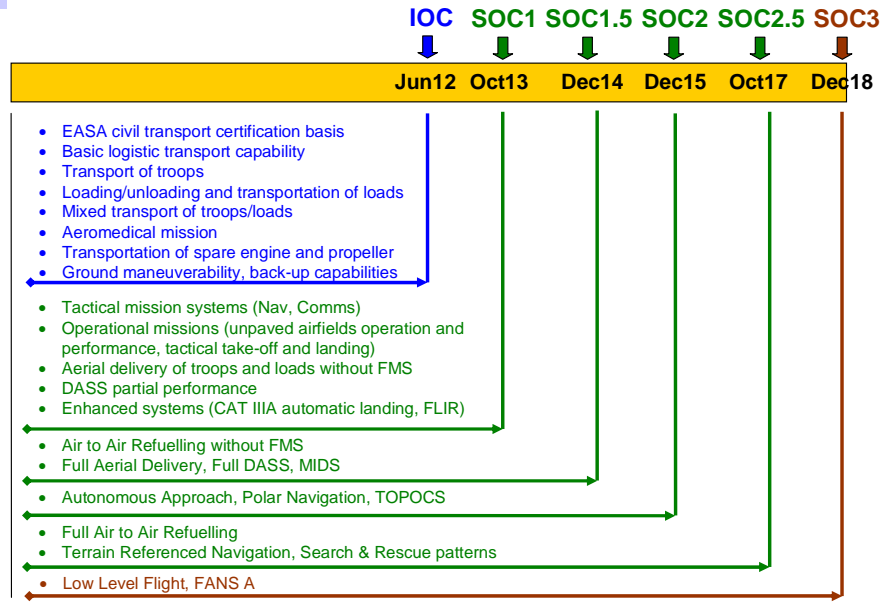 IOC SOC1 SOC1.5 SOC2 SOC2.5 SOC3
Jun12 Oct13 Dec14 Dec15 Oct17 Dec18
• EASA civil transport certification basis
• Basic logistic transport capability
• Transport of troops
• Loading/unloading and transportation of loads
• Mixed transport of troops/loads
• Aeromedical mission
• Transportation of spare engine and propeller
• Ground maneuverability, back-up capabilities
• Tactical mission systems (Nav, Comms)
• Operational missions (unpaved airfields operation and
performance, tactical take-off and landing)
• Aerial delivery of troops and loads without FMS
• DASS partial performance
• Enhanced systems (CAT IIIA automatic landing, FLIR)
• Air to Air Refuelling without FMS
• Full Aerial Delivery, Full DASS, MIDS
• Autonomous Approach, Polar Navigation, TOPOCS
• Full Air to Air Refuelling
• Terrain Referenced Navigation, Search & Rescue patterns
• Low Level Flight, FANS A